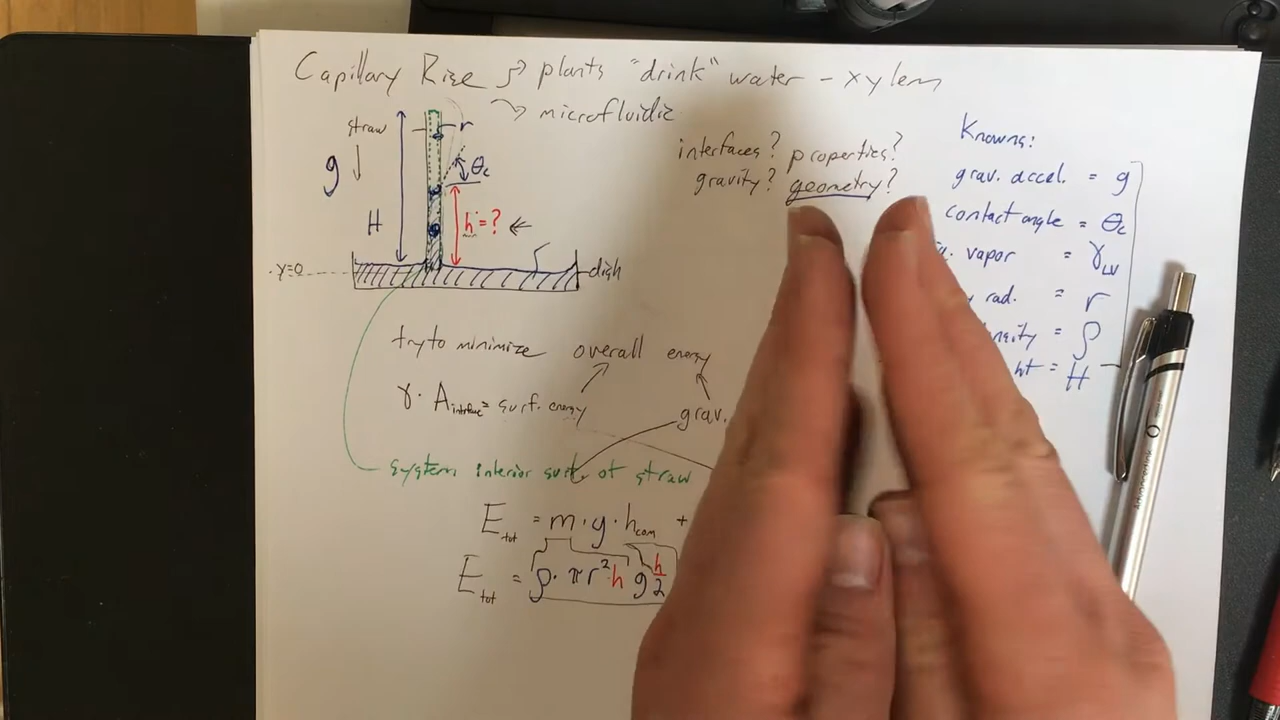 Capillary Rise → plants "drink" water - xylem
→ microfluidic
straw
r
g
θc
H
h = ?
y=0
dish
interfaces? properties?
gravity? geometry?
Knowns:
grav. accel. = g
contact angle = θc
vapor = γLV
rad. = r
= ρ
ht = H
try to minimize overall energy
γ · Ainterface = surf. energy
grav.
system interior surf. of straw
Etot = m · g · hcom +
Etot = ρ · πr²h g h/2